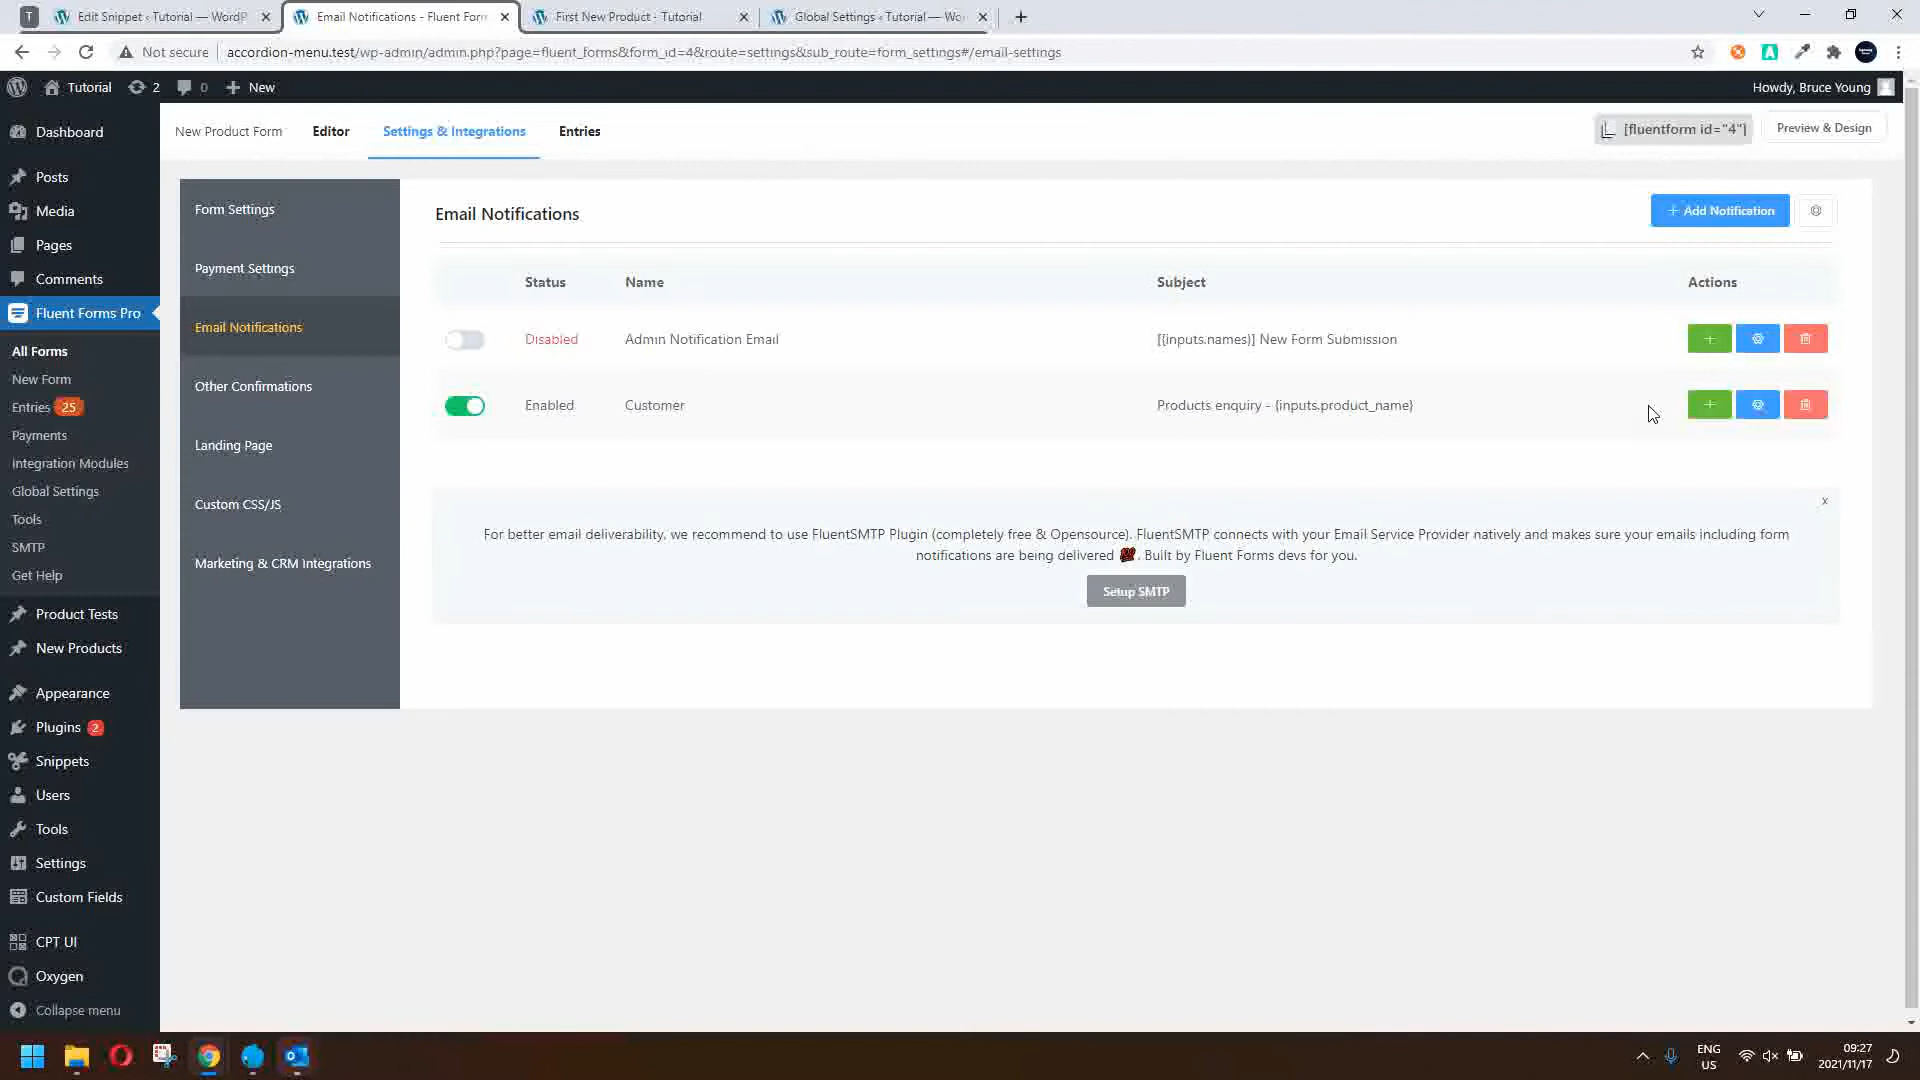 T
Edit Snippet ‹ Tutorial — WordP
Email Notifications - Fluent Form
First New Product - Tutorial
Global Settings ‹ Tutorial — Wo
Not secure
accordion-menu.test/wp-admin/admin.php?page=fluent_forms&form_id=4&route=settings&sub_route=form_settings#/email-settings
Tutorial
2
0
New
Howdy, Bruce Young
Dashboard
Posts
Media
Pages
Comments
Fluent Forms Pro
All Forms
New Form
Entries 25
Payments
Integration Modules
Global Settings
Tools
SMTP
Get Help
Product Tests
New Products
Appearance
Plugins 2
Snippets
Users
Tools
Settings
Custom Fields
CPT UI
Oxygen
Collapse menu
New Product Form
Editor
Settings & Integrations
Entries
[fluentform id="4"]
Preview & Design
Form Settings
Payment Settings
Email Notifications
Other Confirmations
Landing Page
Custom CSS/JS
Marketing & CRM Integrations
Email Notifications
+ Add Notification
Status
Name
Subject
Actions
Disabled
Admin Notification Email
[{inputs.names}] New Form Submission
Enabled
Customer
Products enquiry - {inputs.product_name}
x
For better email deliverability, we recommend to use FluentSMTP Plugin (completely free & Opensource). FluentSMTP connects with your Email Service Provider natively and makes sure your emails including form
notifications are being delivered 💯. Built by Fluent Forms devs for you.
Setup SMTP
ENG
US
09:27
2021/11/17